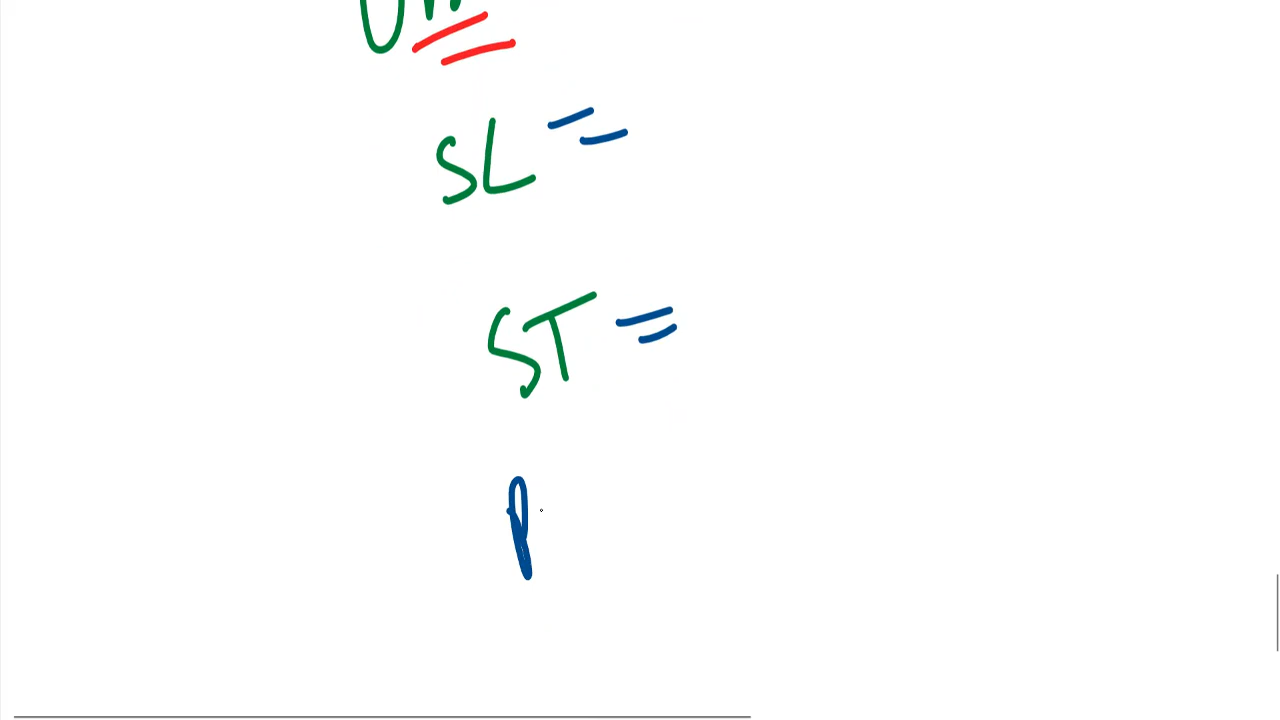 SL =
ST =
P